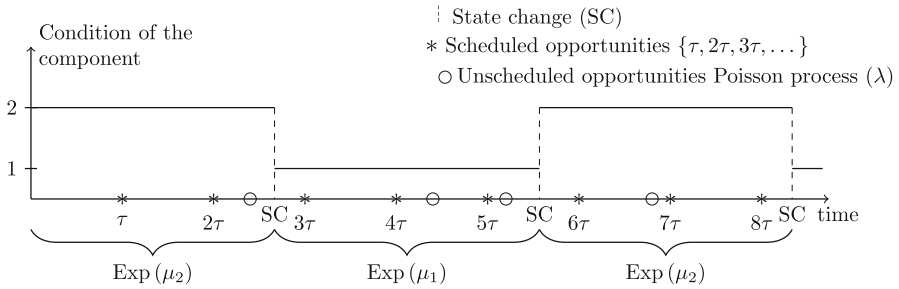 Condition of the
component
State change (SC)
* Scheduled opportunities {τ, 2τ, 3τ, . . . }
Unscheduled opportunities Poisson process (λ)
2
1
τ 2τ SC 3τ 4τ 5τ SC 6τ 7τ 8τ SC time
Exp (μ₂) Exp (μ₁) Exp (μ₂)